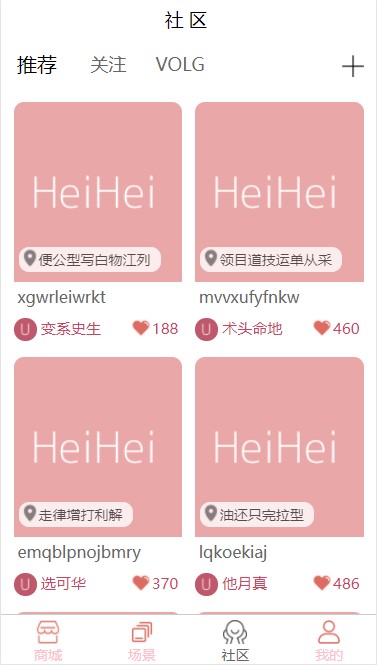 社 区
推荐 关注 VOLG
HeiHei HeiHei
便公型写白物江列 领目道技运单从采
xgwrleiwrkt mvvxufyfnkw
U 变系史生 188 U 术头命地 460
HeiHei HeiHei
走律增打利解 油还只完拉型
emqblpnojbmry lqkoekiaj
U 选可华 370 U 他月真 486
商城 场景 社区 我的